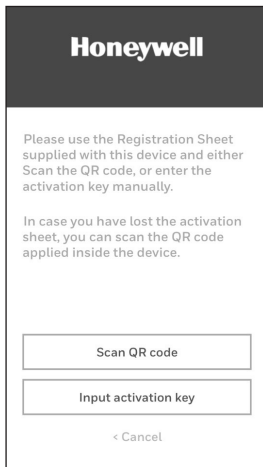 Honeywell
Please use the Registration Sheet
supplied with this device and either
Scan the QR code, or enter the
activation key manually.
In case you have lost the activation
sheet, you can scan the QR code
applied inside the device.
Scan QR code
Input activation key
< Cancel